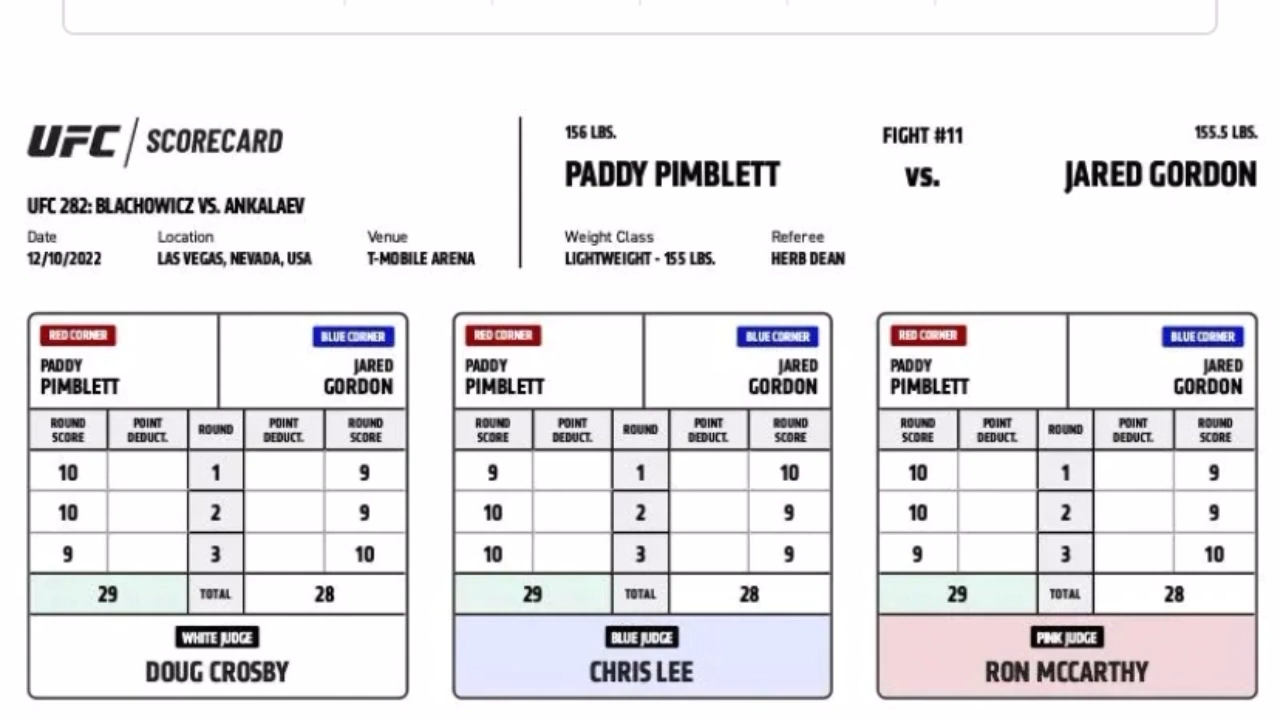 UFC / SCORECARD
UFC 282: BLACHOWICZ VS. ANKALAEV
Date Location Venue
12/10/2022 LAS VEGAS, NEVADA, USA T-MOBILE ARENA
156 LBS. FIGHT #11 155.5 LBS.
PADDY PIMBLETT VS. JARED GORDON
Weight Class Referee
LIGHTWEIGHT - 155 LBS. HERB DEAN
RED CORNER BLUE CORNER
PADDY JARED
PIMBLETT GORDON
ROUND SCORE POINT DEDUCT. ROUND POINT DEDUCT. ROUND SCORE
10 1 9
10 2 9
9 3 10
29 TOTAL 28
WHITE JUDGE
DOUG CROSBY
RED CORNER BLUE CORNER
PADDY JARED
PIMBLETT GORDON
ROUND SCORE POINT DEDUCT. ROUND POINT DEDUCT. ROUND SCORE
9 1 10
10 2 9
10 3 9
29 TOTAL 28
BLUE JUDGE
CHRIS LEE
RED CORNER BLUE CORNER
PADDY JARED
PIMBLETT GORDON
ROUND SCORE POINT DEDUCT. ROUND POINT DEDUCT. ROUND SCORE
10 1 9
10 2 9
9 3 10
29 TOTAL 28
PINK JUDGE
RON MCCARTHY